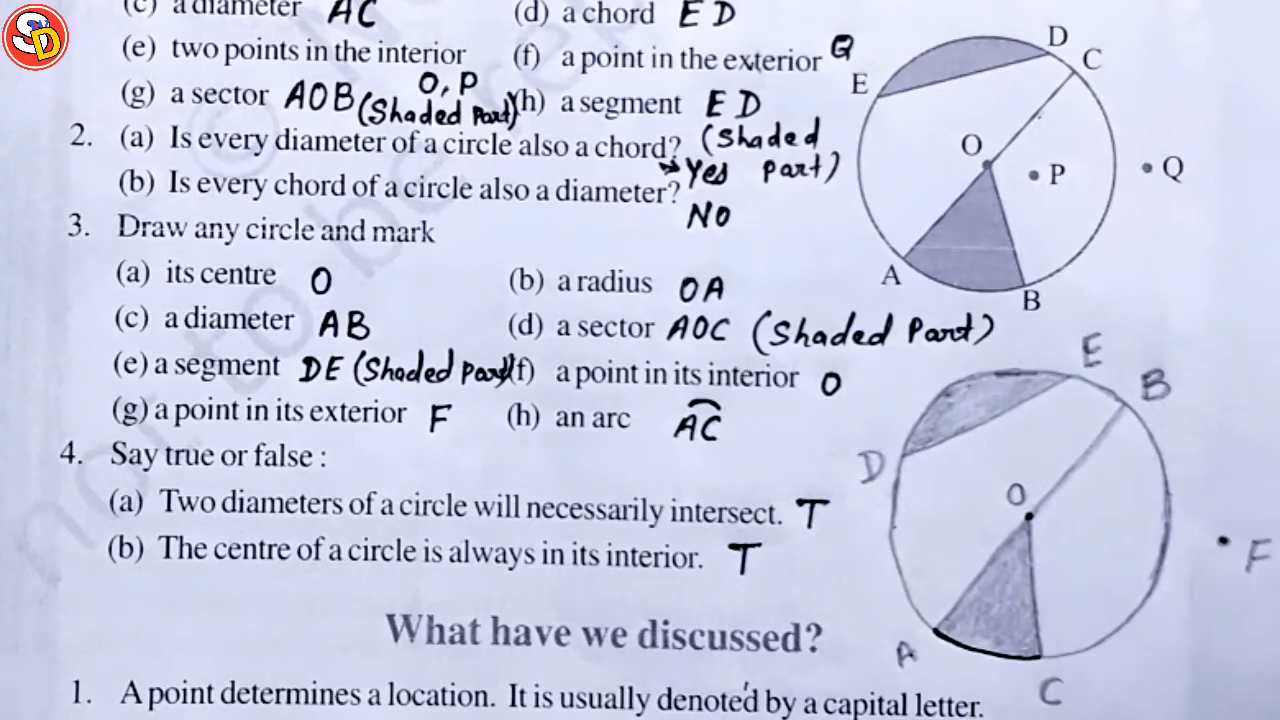 SD
(c) a diameter AC (d) a chord ED
(e) two points in the interior O, P (f) a point in the exterior Q
(g) a sector AOB (Shaded Part) (h) a segment ED (Shaded Part)
2. (a) Is every diameter of a circle also a chord? → Yes
(b) Is every chord of a circle also a diameter? NO
3. Draw any circle and mark
(a) its centre O (b) a radius OA
(c) a diameter AB (d) a sector AOC (Shaded Part)
(e) a segment DE (Shaded Part) (f) a point in its interior O
(g) a point in its exterior F (h) an arc AC
4. Say true or false :
(a) Two diameters of a circle will necessarily intersect. T
(b) The centre of a circle is always in its interior. T
What have we discussed?
1. A point determines a location. It is usually denoted by a capital letter.
D
C
E
O
P
Q
A
B
E
B
D
O
F
A
C